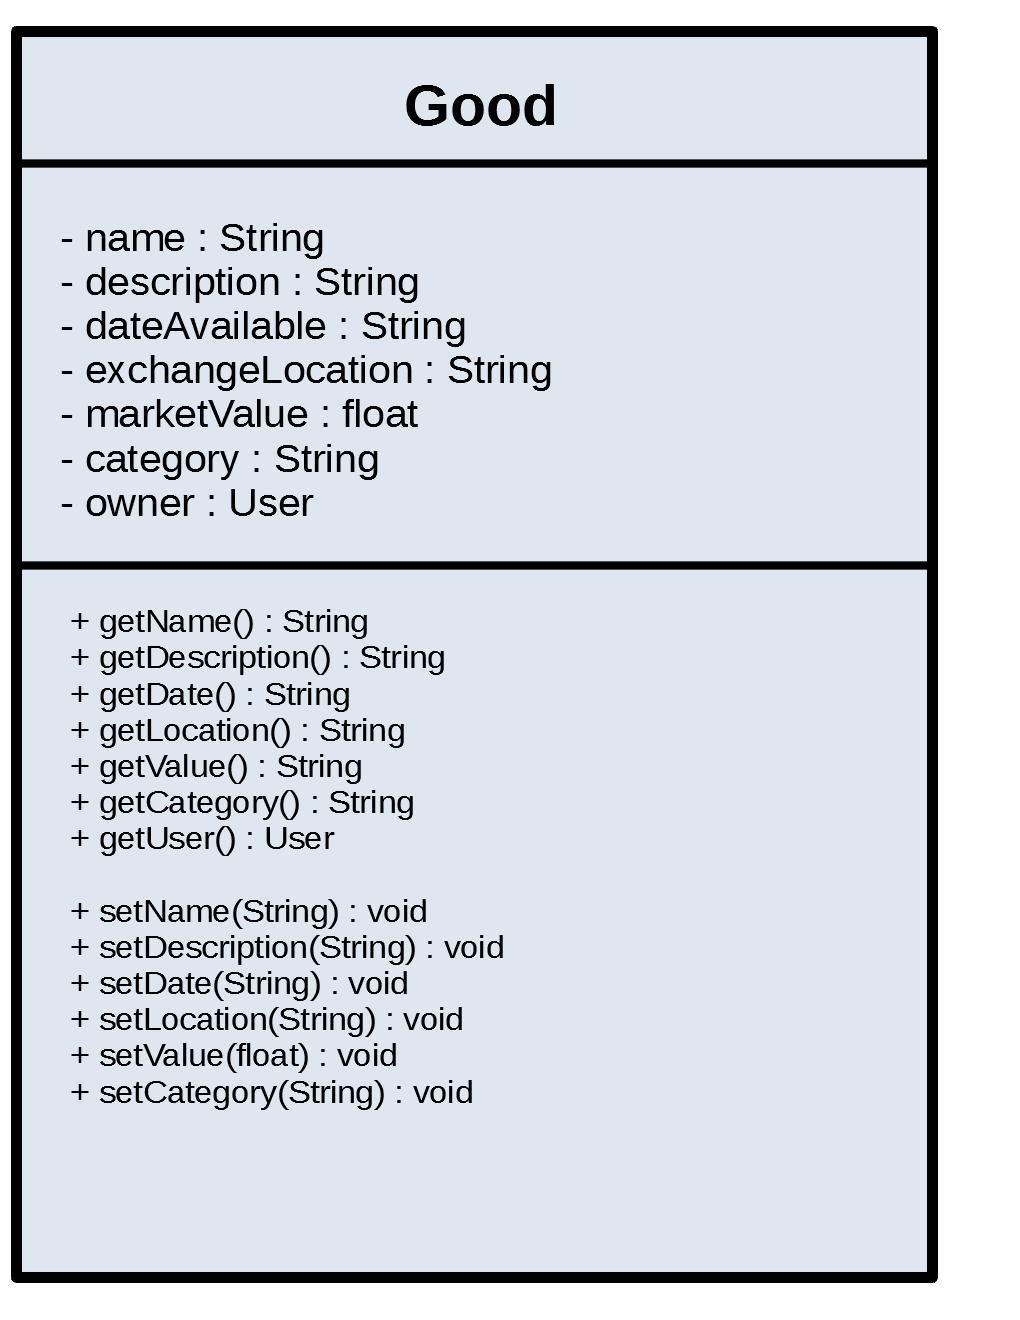 Good
- name : String
- description : String
- dateAvailable : String
- exchangeLocation : String
- marketValue : float
- category : String
- owner : User
+ getName() : String
+ getDescription() : String
+ getDate() : String
+ getLocation() : String
+ getValue() : String
+ getCategory() : String
+ getUser() : User
+ setName(String) : void
+ setDescription(String) : void
+ setDate(String) : void
+ setLocation(String) : void
+ setValue(float) : void
+ setCategory(String) : void